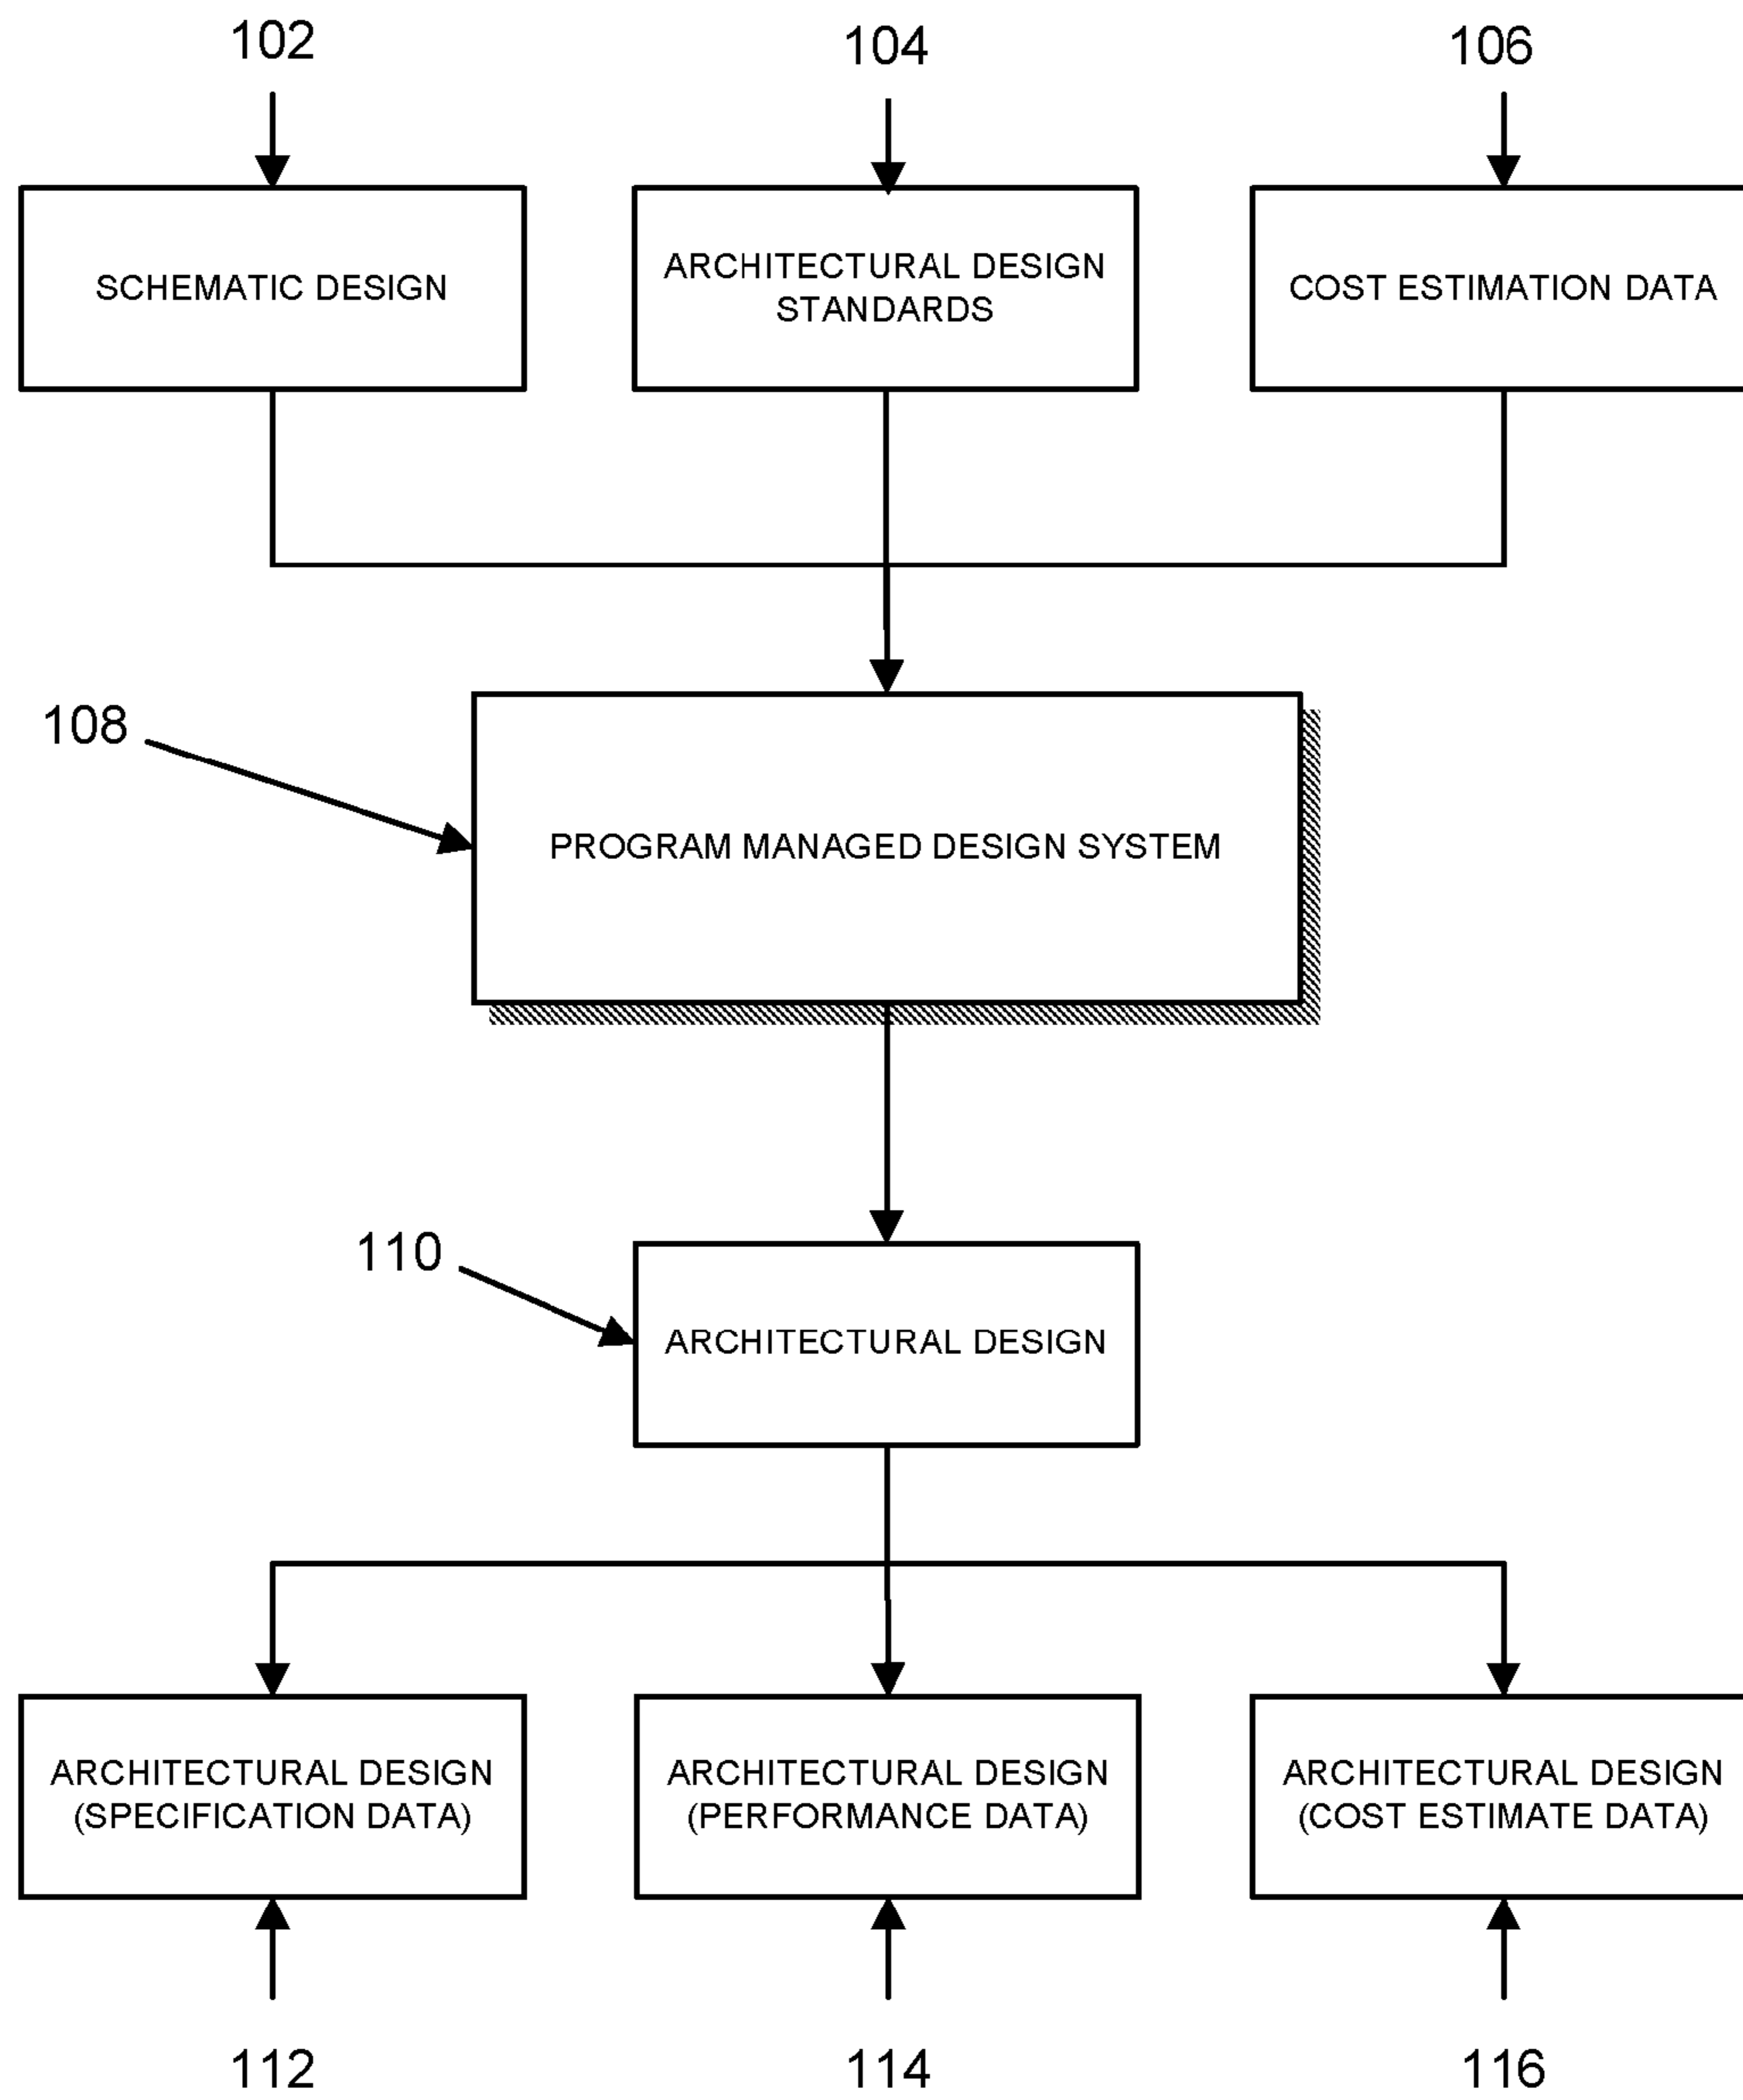 102
104
106
SCHEMATIC DESIGN
ARCHITECTURAL DESIGN
STANDARDS
COST ESTIMATION DATA
108
PROGRAM MANAGED DESIGN SYSTEM
110
ARCHITECTURAL DESIGN
ARCHITECTURAL DESIGN
(SPECIFICATION DATA)
ARCHITECTURAL DESIGN
(PERFORMANCE DATA)
ARCHITECTURAL DESIGN
(COST ESTIMATE DATA)
112
114
116